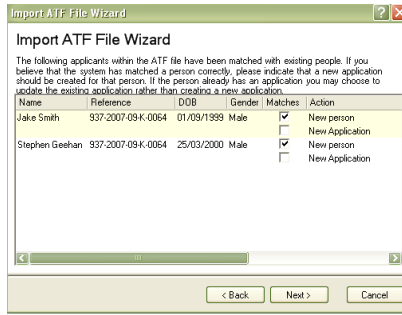 Import ATF File Wizard
Import ATF File Wizard
The following applicants within the ATF file have been matched with existing people. If you
believe that the system has matched a person correctly, please indicate that a new application
should be created for that person. If the person already has an application you may choose to
update the existing application rather than creating a new application.
Name Reference DOB Gender Matches Action
Jake Smith 937-2007-09-K-0064 01/09/1999 Male New person
New Application
Stephen Geehan 937-2007-09-K-0064 25/03/2000 Male New person
New Application
< Back Next > Cancel